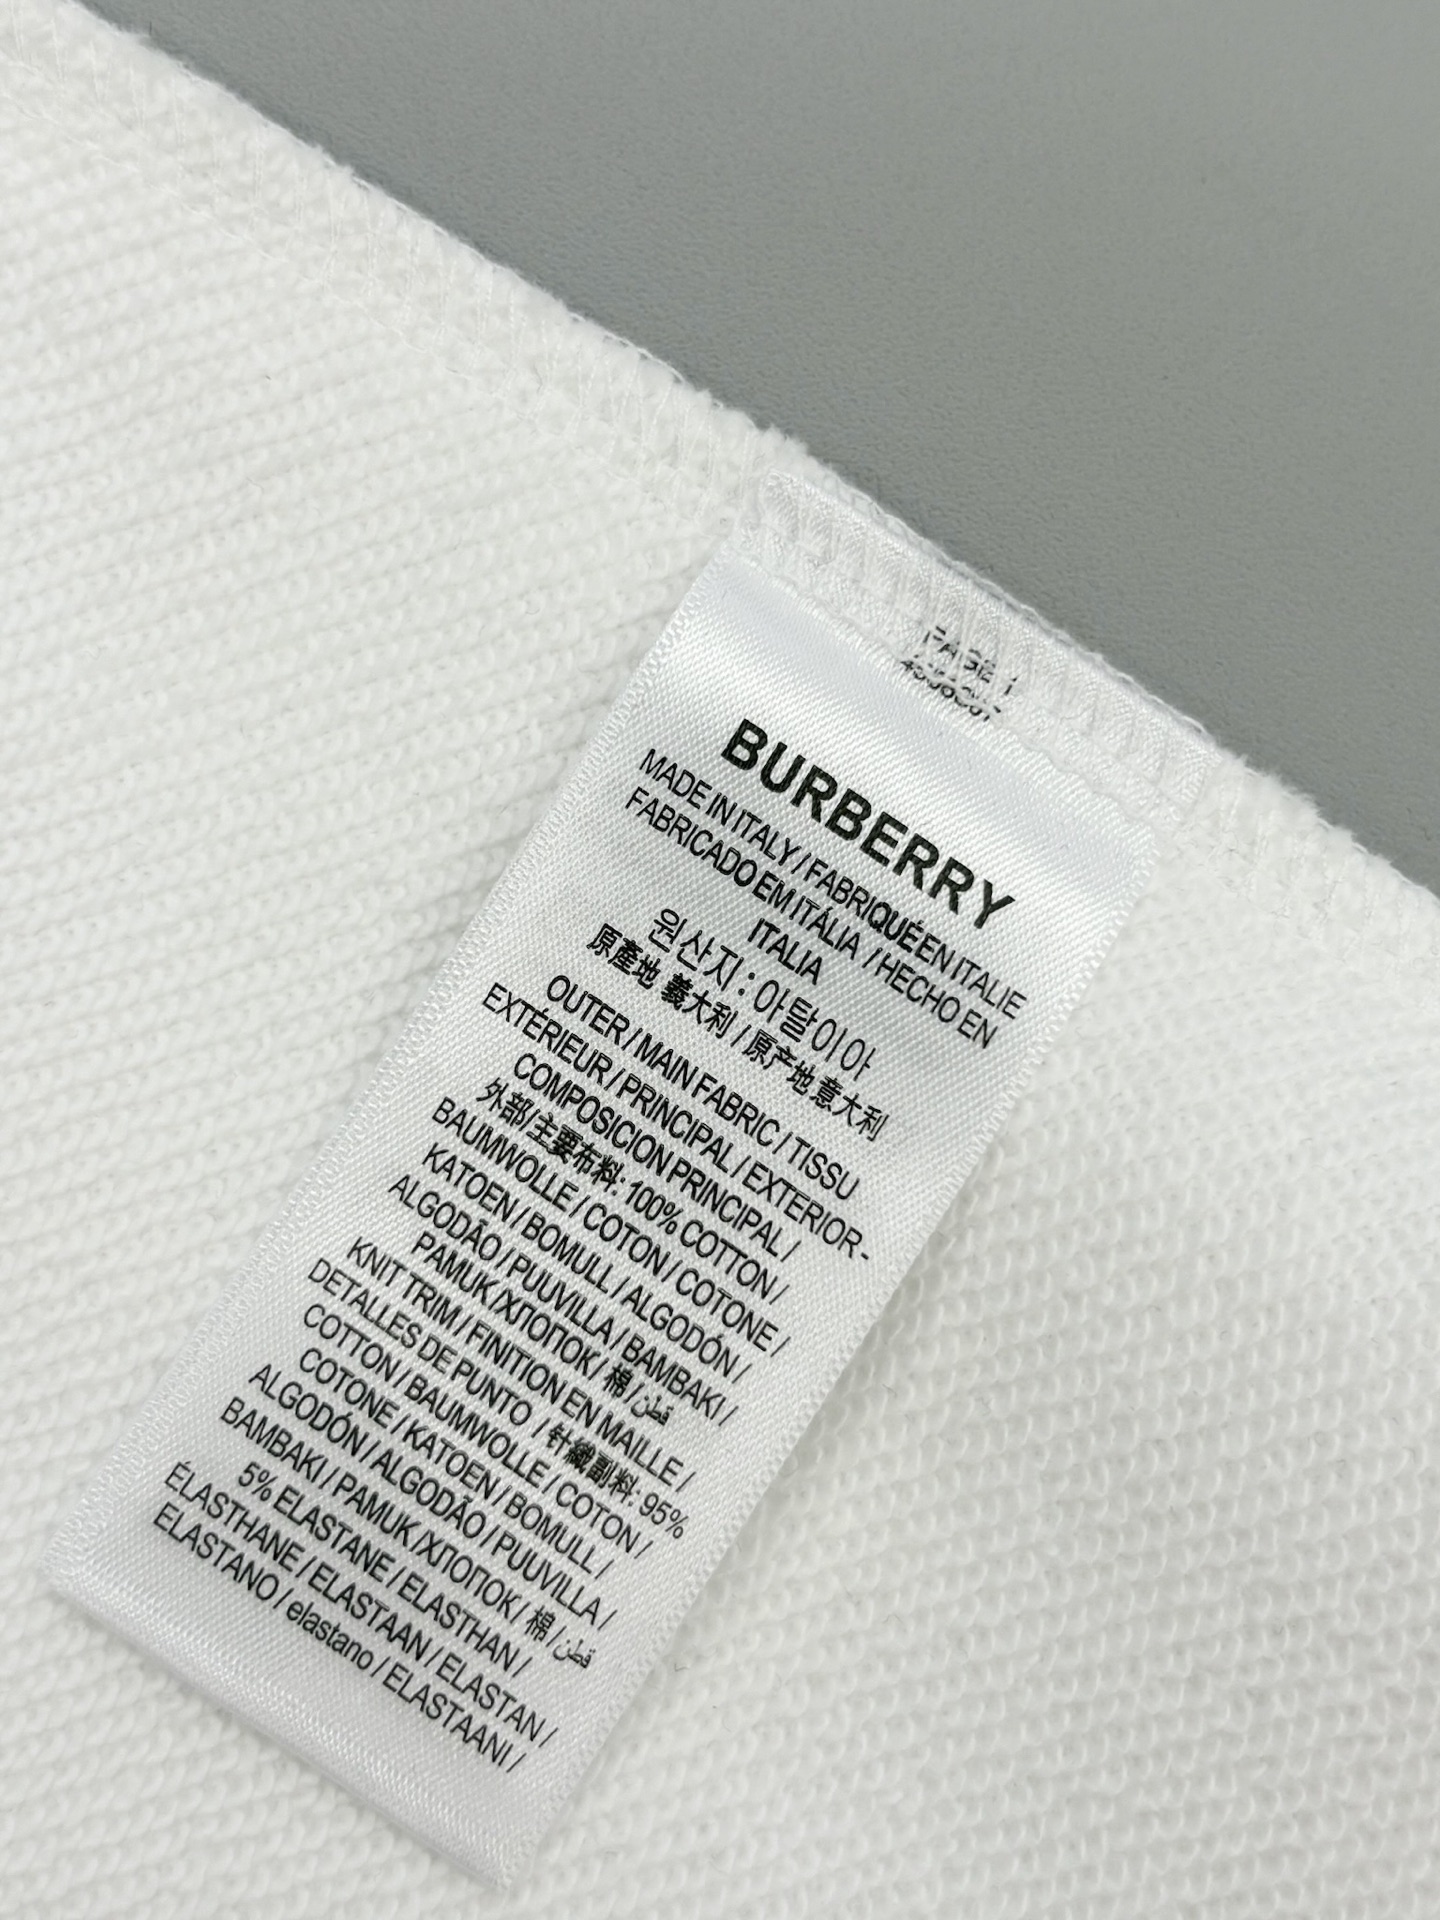 PAGE 1
BURBERRY
MADE IN ITALY / FABRIQUÉ EN ITALIE
FABRICADO EM ITÁLIA / HECHO EN
ITALIA
원산지 : 이탈이아
原產地 義大利 / 原产地 意大利
OUTER / MAIN FABRIC / TISSU
EXTÉRIEUR / PRINCIPAL / EXTERIOR -
COMPOSICION PRINCIPAL /
外部/主要布料: 100% COTTON /
BAUMWOLLE / COTON / COTONE /
KATOEN / BOMULL / ALGODÓN /
ALGODÃO / PUUVILLA / BAMBAKI /
PAMUK /ХЛОПОК/ 棉 / قطن
KNIT TRIM / FINITION EN MAILLE /
DETALLES DE PUNTO / 针織副料: 95%
COTTON / BAUMWOLLE / COTON /
COTONE / KATOEN / BOMULL /
ALGODÓN / ALGODÃO / PUUVILLA /
BAMBAKI / PAMUK /ХЛОПОК/ 棉 / قطن
5% ELASTANE / ELASTHAN /
ÉLASTHANE / ELASTAAN / ELASTAN /
ELASTANO / elastano / ELASTAANI /